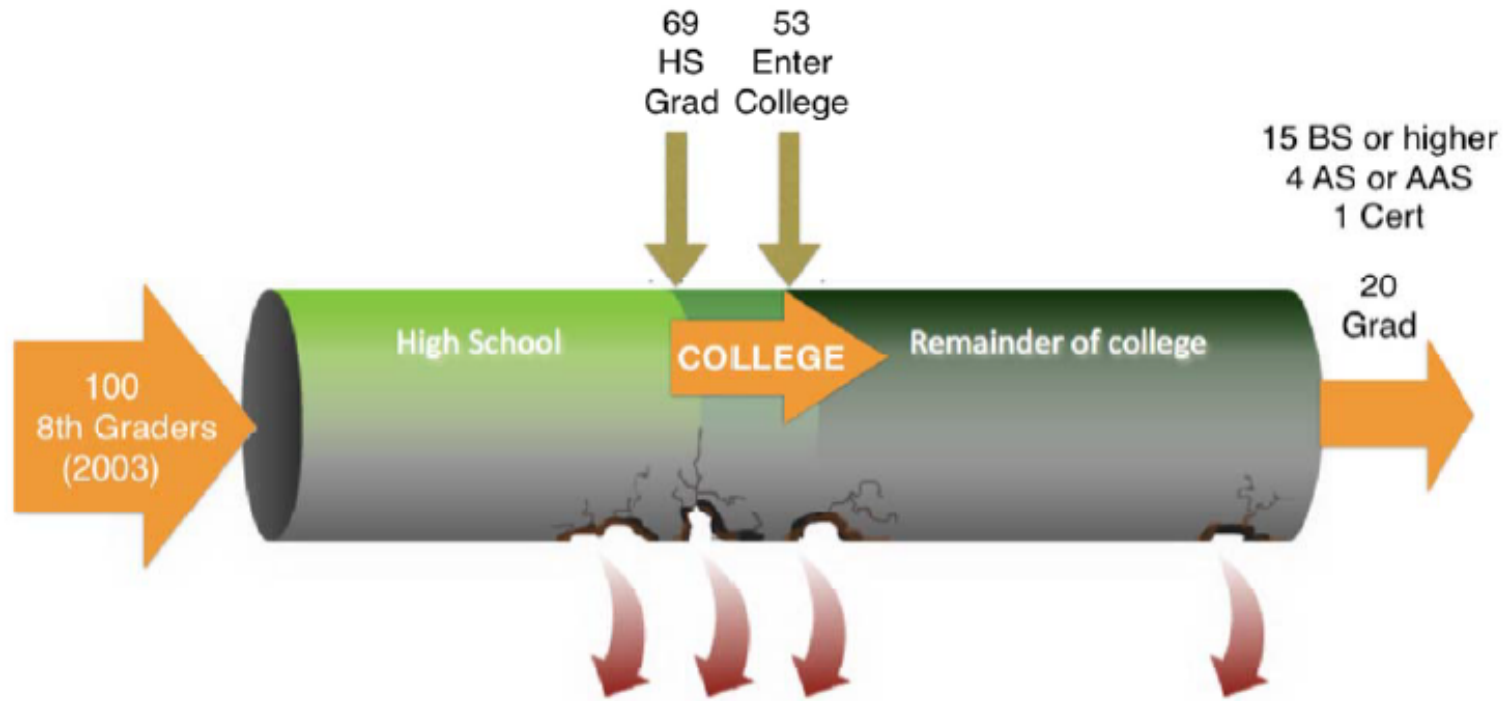 69
HS
Grad
53
Enter
College
15 BS or higher
4 AS or AAS
1 Cert
20
Grad
100
8th Graders
(2003)
High School
COLLEGE
Remainder of college